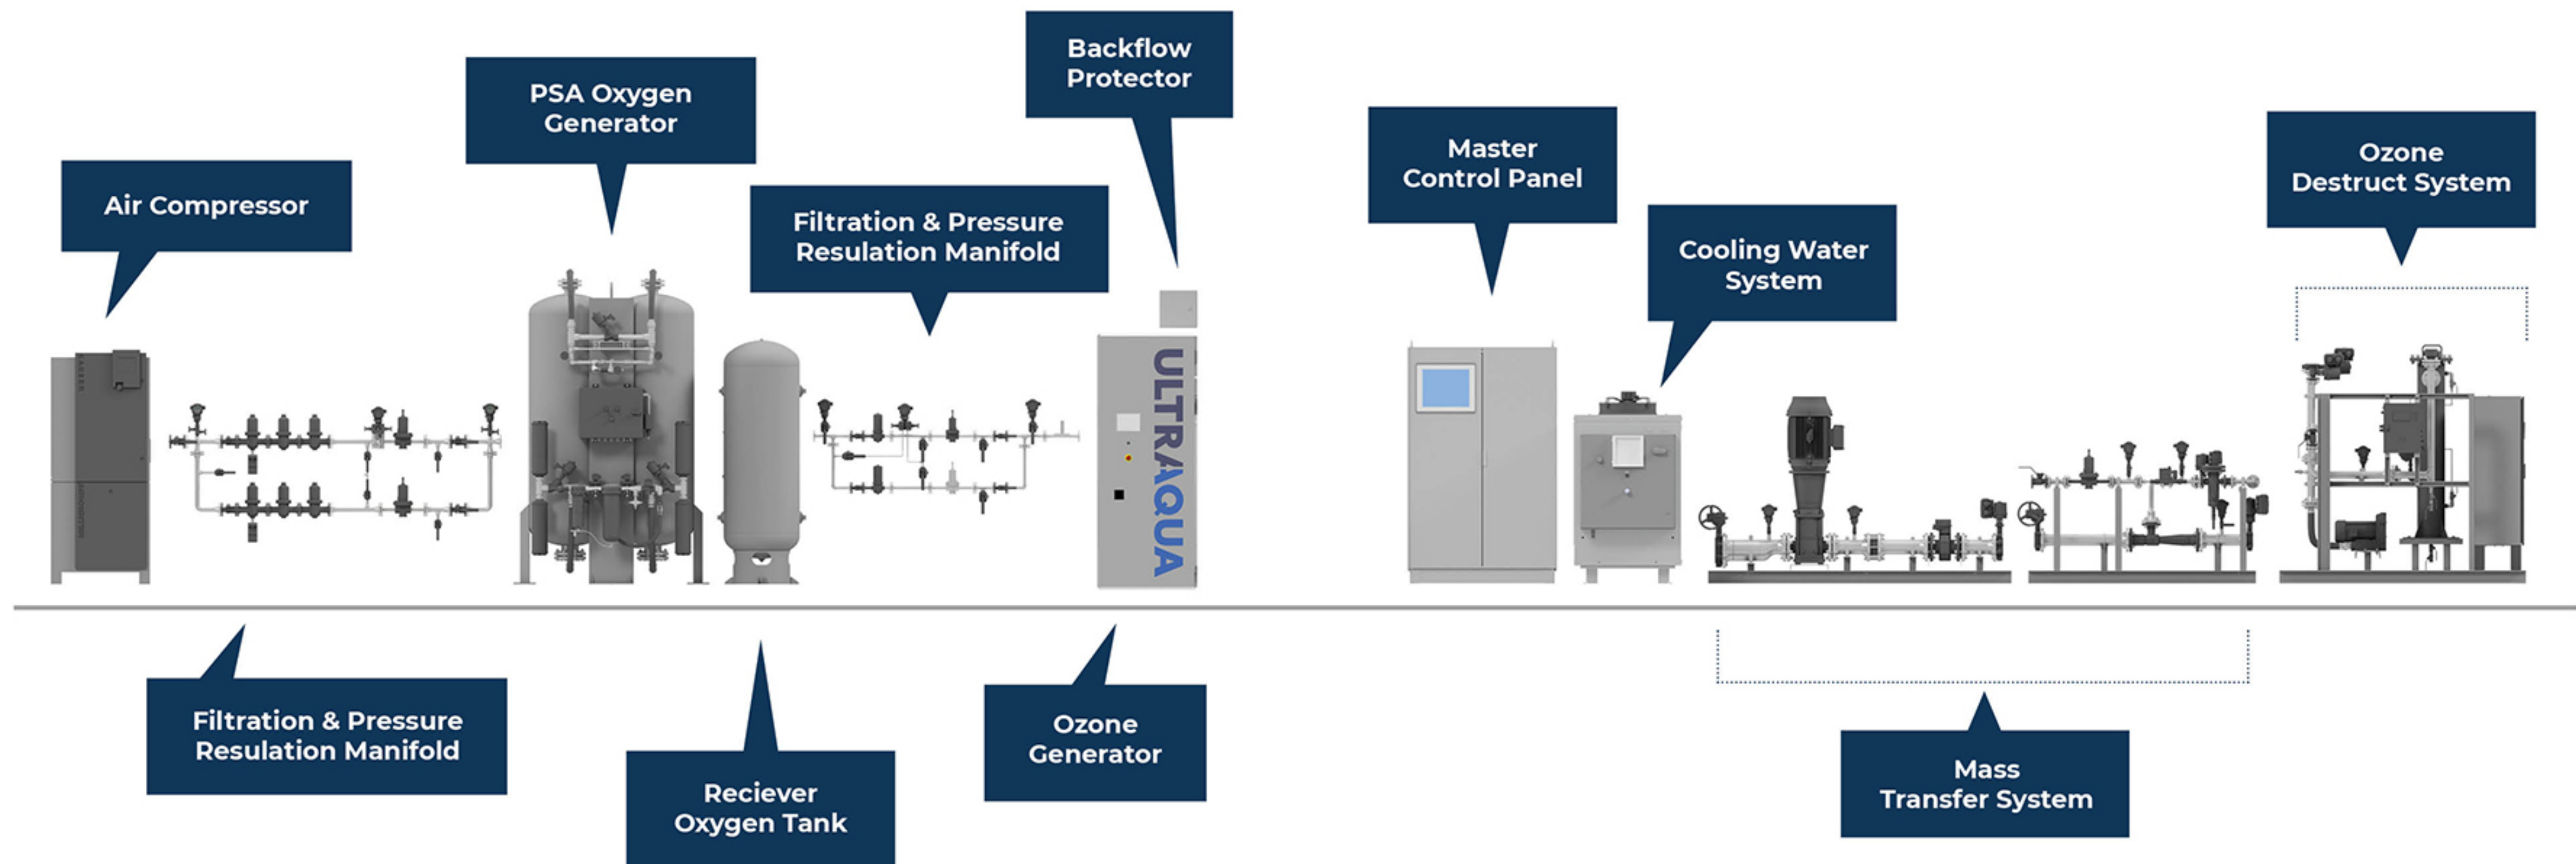 Air Compressor
PSA Oxygen
Generator
Filtration & Pressure
Resulation Manifold
Backflow
Protector
Master
Control Panel
Cooling Water
System
Ozone
Destruct System
ULTRAAQUA
Filtration & Pressure
Resulation Manifold
Reciever
Oxygen Tank
Ozone
Generator
Mass
Transfer System